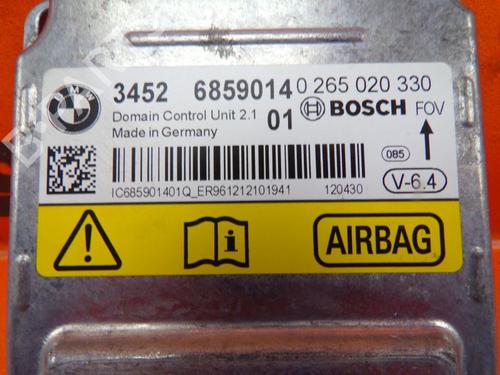 BMW
3452 6859014 0 265 020 330
Domain Control Unit 2.1 01 BOSCH FOV
Made in Germany
085
IC685901401Q_ER961212101941 120430 V-6.4
AIRBAG